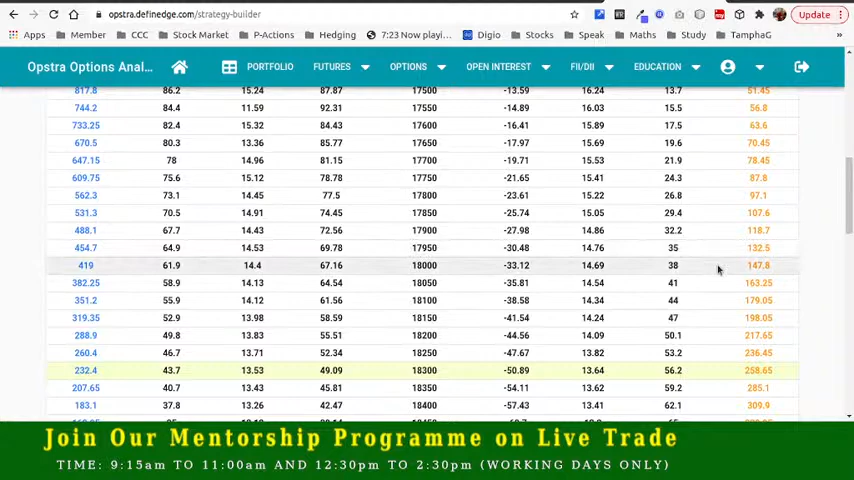 opstra.definedge.com/strategy-builder
Update
Apps Member CCC Stock Market P-Actions Hedging 7:23 Now playi... Digio Stocks Speak Maths Study TamphaG »
Opstra Options Anal... PORTFOLIO FUTURES OPTIONS OPEN INTEREST FII/DII EDUCATION
817.8 86.2 15.24 87.87 17500 -13.59 16.24 13.7 51.45
744.2 84.4 11.59 92.31 17550 -14.89 16.03 15.5 56.8
733.25 82.4 15.32 84.43 17600 -16.41 15.89 17.5 63.6
670.5 80.3 13.36 85.77 17650 -17.97 15.69 19.6 70.45
647.15 78 14.96 81.15 17700 -19.71 15.53 21.9 78.45
609.75 75.6 15.12 78.78 17750 -21.65 15.41 24.3 87.8
562.3 73.1 14.45 77.5 17800 -23.61 15.22 26.8 97.1
531.3 70.5 14.91 74.45 17850 -25.74 15.05 29.4 107.6
488.1 67.7 14.43 72.56 17900 -27.98 14.86 32.2 118.7
454.7 64.9 14.53 69.78 17950 -30.48 14.76 35 132.5
419 61.9 14.4 67.16 18000 -33.12 14.69 38 147.8
382.25 58.9 14.13 64.54 18050 -35.81 14.54 41 163.25
351.2 55.9 14.12 61.56 18100 -38.58 14.34 44 179.05
319.35 52.9 13.98 58.59 18150 -41.54 14.24 47 198.05
288.9 49.8 13.83 55.51 18200 -44.56 14.09 50.1 217.65
260.4 46.7 13.71 52.34 18250 -47.67 13.82 53.2 236.45
232.4 43.7 13.53 49.09 18300 -50.89 13.64 56.2 258.65
207.65 40.7 13.43 45.81 18350 -54.11 13.62 59.2 285.1
183.1 37.8 13.26 42.47 18400 -57.43 13.41 62.1 309.9
Join Our Mentorship Programme on Live Trade
TIME: 9:15am TO 11:00am AND 12:30pm TO 2:30pm (WORKING DAYS ONLY)